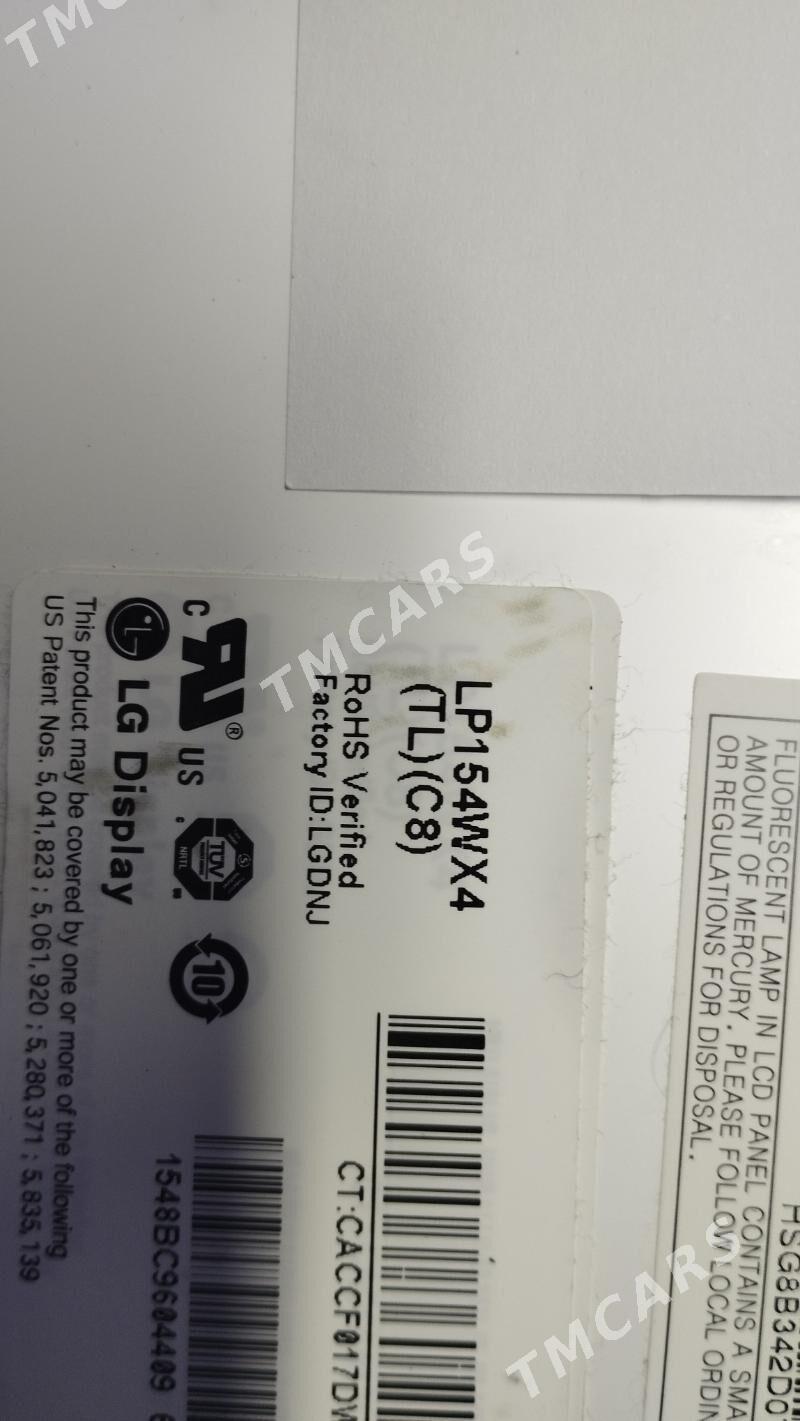 TMCARS
LP154WX4
(TL)(C8)
RoHS Verified
Factory ID:LGDNJ
c
US
®
TUV
NRTL
10
LG Display
This product may be covered by one or more of the following
US Patent Nos. 5,041,823 ; 5,061,920 ; 5,280,371 ; 5,835,139
CT:CACCF017DW
1548BC9604409
FLUORESCENT LAMP IN LCD PANEL CONTAINS A SMA
AMOUNT OF MERCURY. PLEASE FOLLOW LOCAL ORDIN
OR REGULATIONS FOR DISPOSAL.
HSG8B342D0
TMCARS